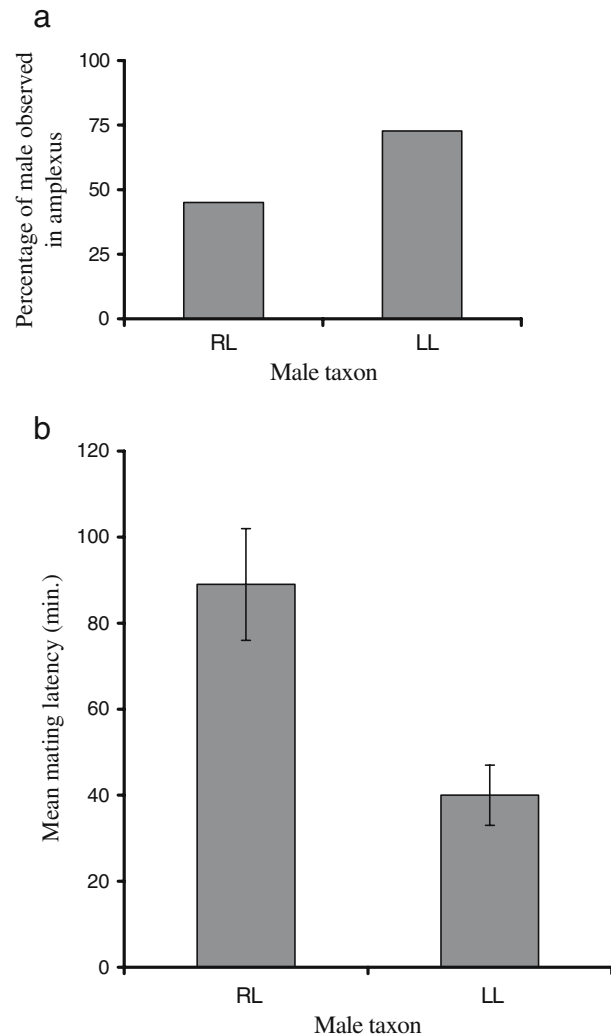 a
Percentage of male observed
in amplexus
100
75
50
25
0
RL LL
Male taxon
b
Mean mating latency (min.)
120
100
80
60
40
20
0
RL LL
Male taxon